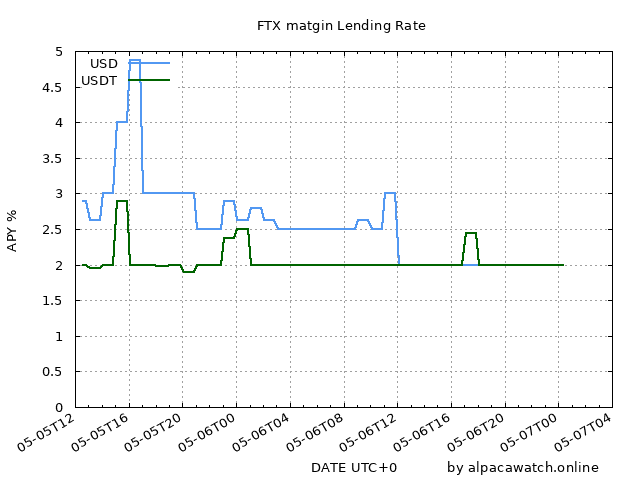 FTX matgin Lending Rate
USD
USDT
5
4.5
4
3.5
3
2.5
2
1.5
1
0.5
0
APY %
05-05T12
05-05T16
05-05T20
05-06T00
05-06T04
05-06T08
05-06T12
05-06T16
05-06T20
05-07T00
05-07T04
DATE UTC+0
by alpacawatch.online